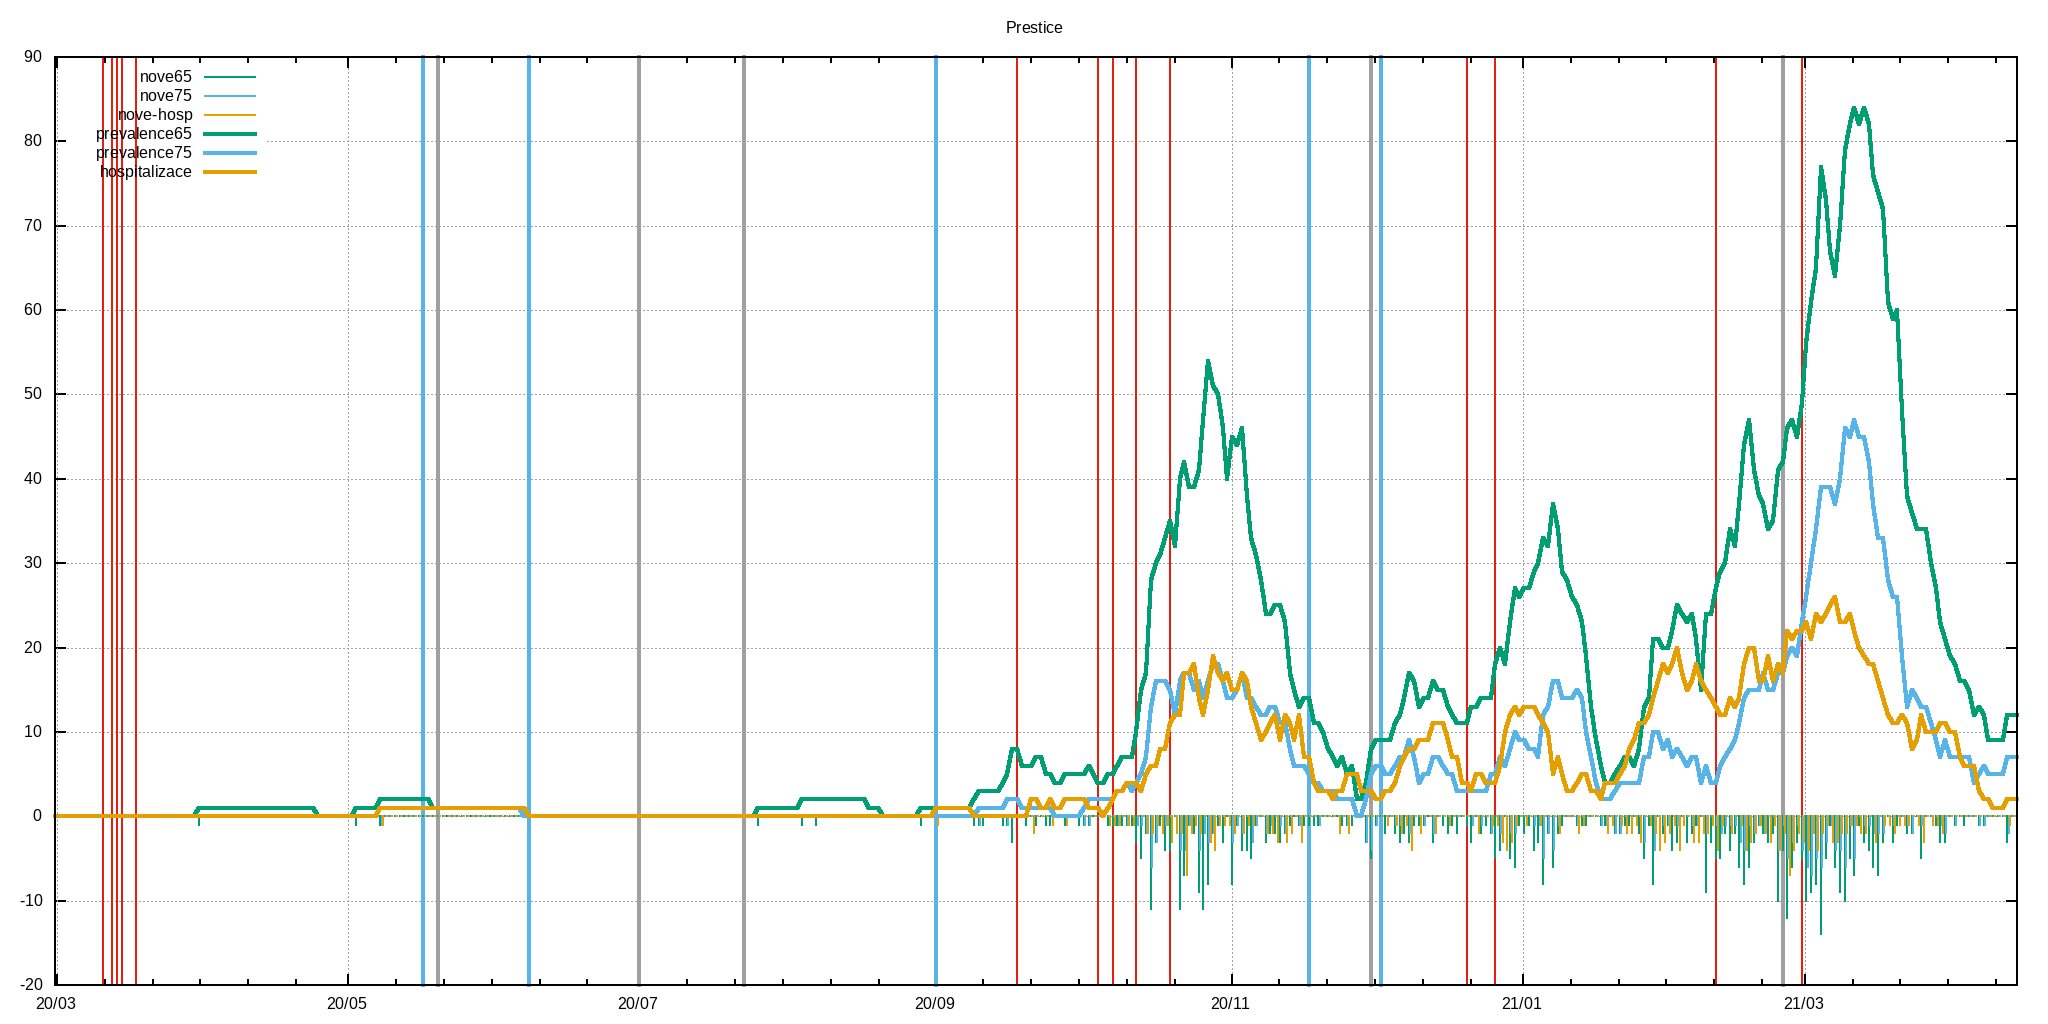 Prestice
90
80
70
60
50
40
30
20
10
0
-10
-20
nove65
nove75
nove-hosp
prevalence65
prevalence75
hospitalizace
20/03 20/05 20/07 20/09 20/11 21/01 21/03